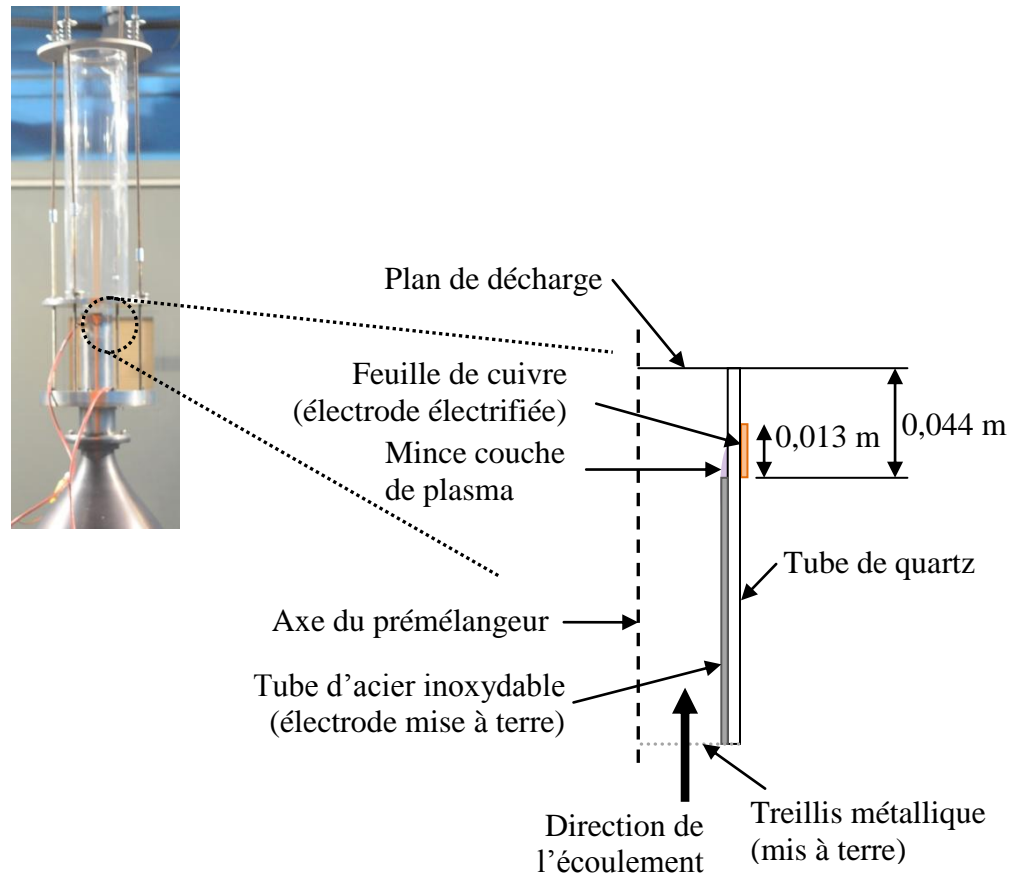 Plan de décharge
Feuille de cuivre
(électrode électrifiée)
0,013 m
0,044 m
Mince couche
de plasma
Tube de quartz
Axe du prémélangeur
Tube d'acier inoxydable
(électrode mise à terre)
Direction de
l'écoulement
Treillis métallique
(mis à terre)